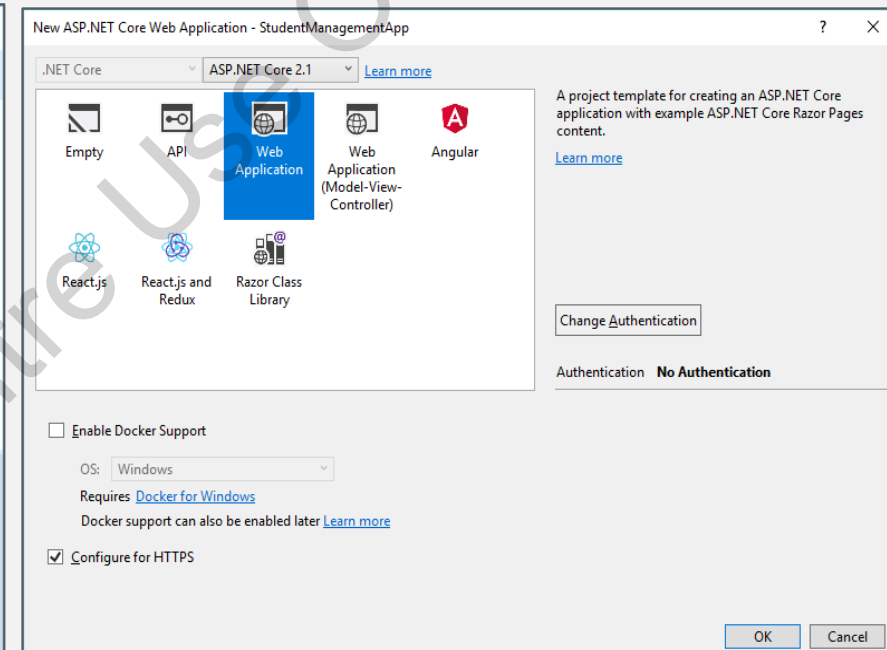 New ASP.NET Core Web Application - StudentManagementApp ? ×
.NET Core ASP.NET Core 2.1 Learn more
Empty
API
Web
Application
Web
Application
(Model-View-
Controller)
Angular
React.js
React.js and
Redux
Razor Class
Library
A project template for creating an ASP.NET Core
application with example ASP.NET Core Razor Pages
content.
Learn more
Change Authentication
Authentication No Authentication
Enable Docker Support
OS: Windows
Requires Docker for Windows
Docker support can also be enabled later Learn more
Configure for HTTPS
OK Cancel
Use